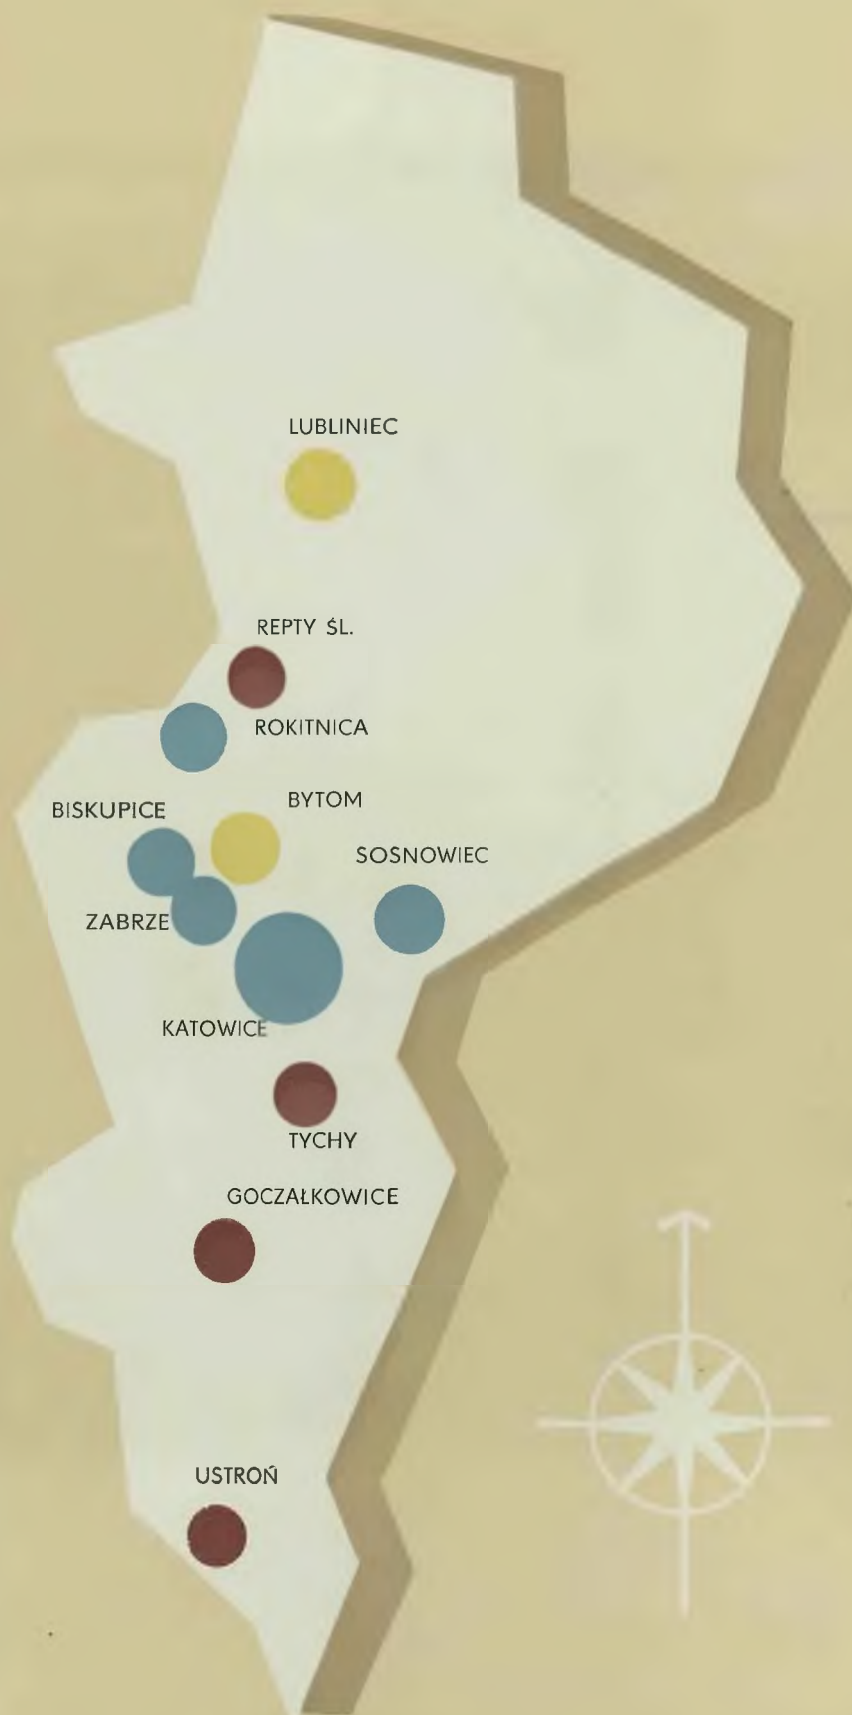 LUBLINIEC
REPTY ŚL.
ROKITNICA
BYTOM
BISKUPICE
SOSNOWIEC
ZABRZE
KATOWICE
TYCHY
GOCZAŁKOWICE
USTROŃ